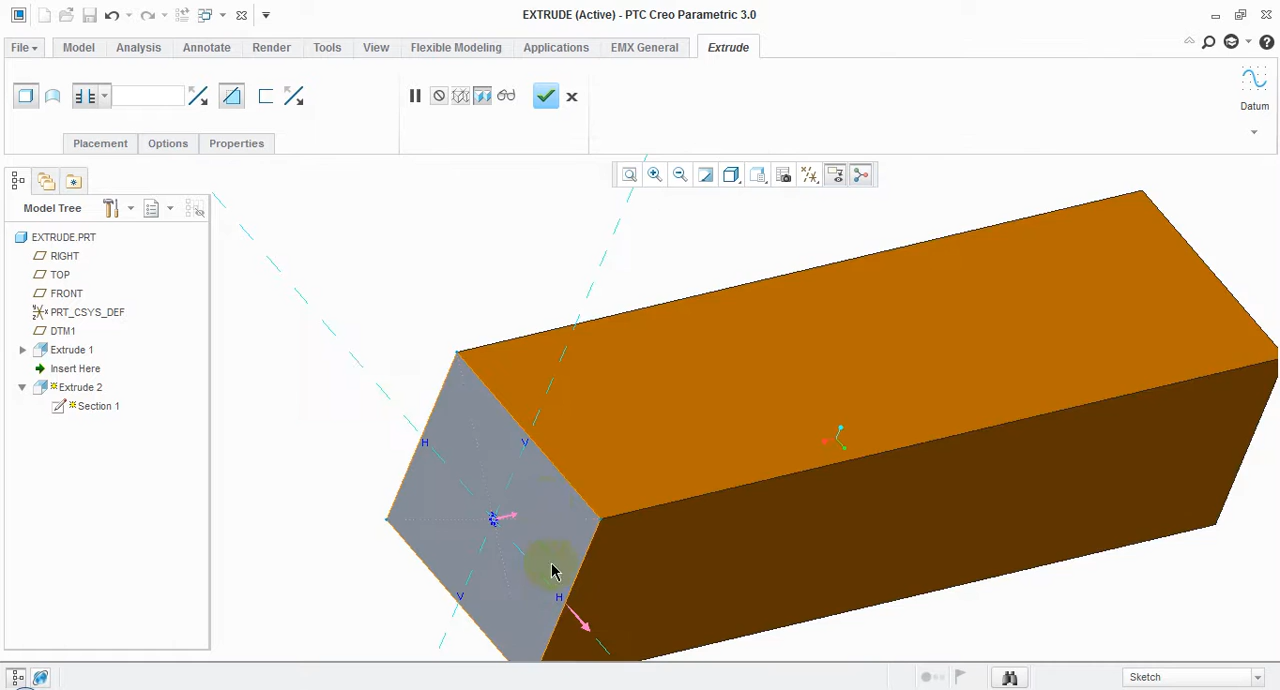 EXTRUDE (Active) - PTC Creo Parametric 3.0
File Model Analysis Annotate Render Tools View Flexible Modeling Applications EMX General Extrude
Datum
Placement Options Properties
Model Tree
EXTRUDE.PRT
RIGHT
TOP
FRONT
PRT_CSYS_DEF
DTM1
Extrude 1
Insert Here
Extrude 2
Section 1
H V
V H
Sketch